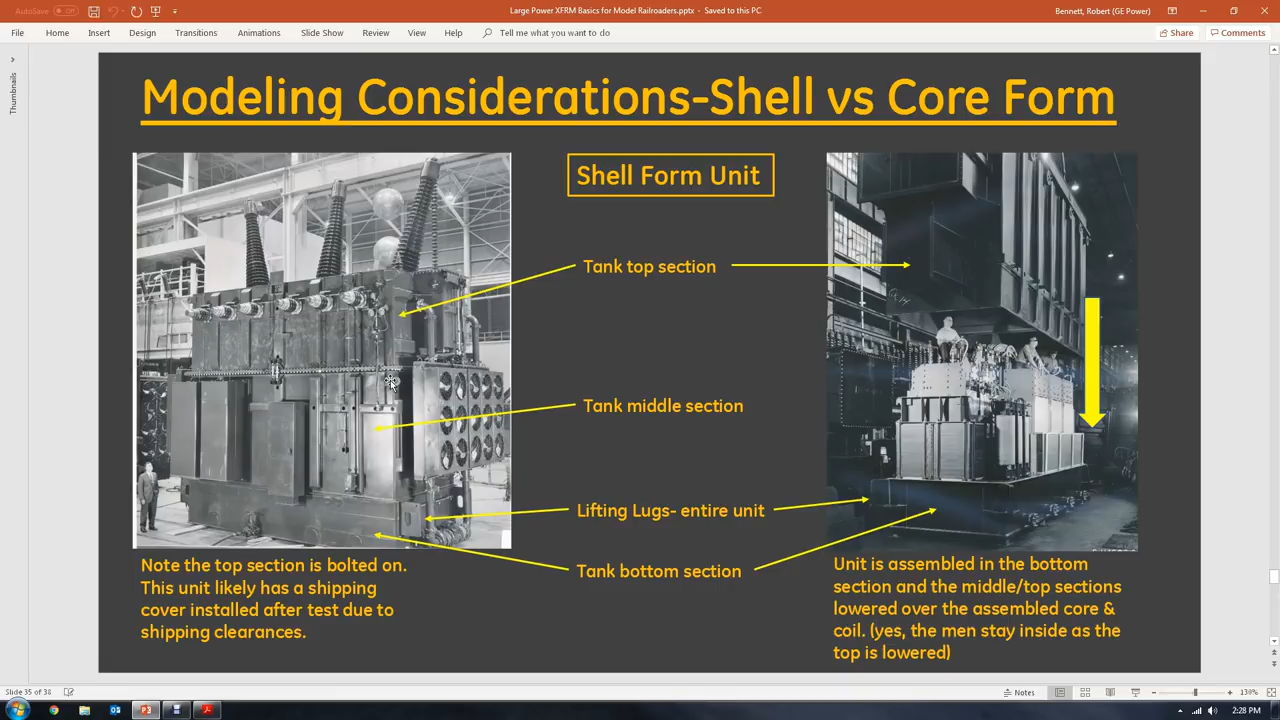 AutoSave Off
Large Power XFRM Basics for Model Railroaders.pptx - Saved to this PC
Bennett, Robert (GE Power)
File Home Insert Design Transitions Animations Slide Show Review View Help Tell me what you want to do
Share Comments
Thumbnails
Modeling Considerations-Shell vs Core Form
Shell Form Unit
Tank top section
Tank middle section
Lifting Lugs- entire unit
Tank bottom section
Note the top section is bolted on.
This unit likely has a shipping
cover installed after test due to
shipping clearances.
Unit is assembled in the bottom
section and the middle/top sections
lowered over the assembled core &
coil. (yes, the men stay inside as the
top is lowered)
Slide 35 of 38
Notes
130%
2:28 PM